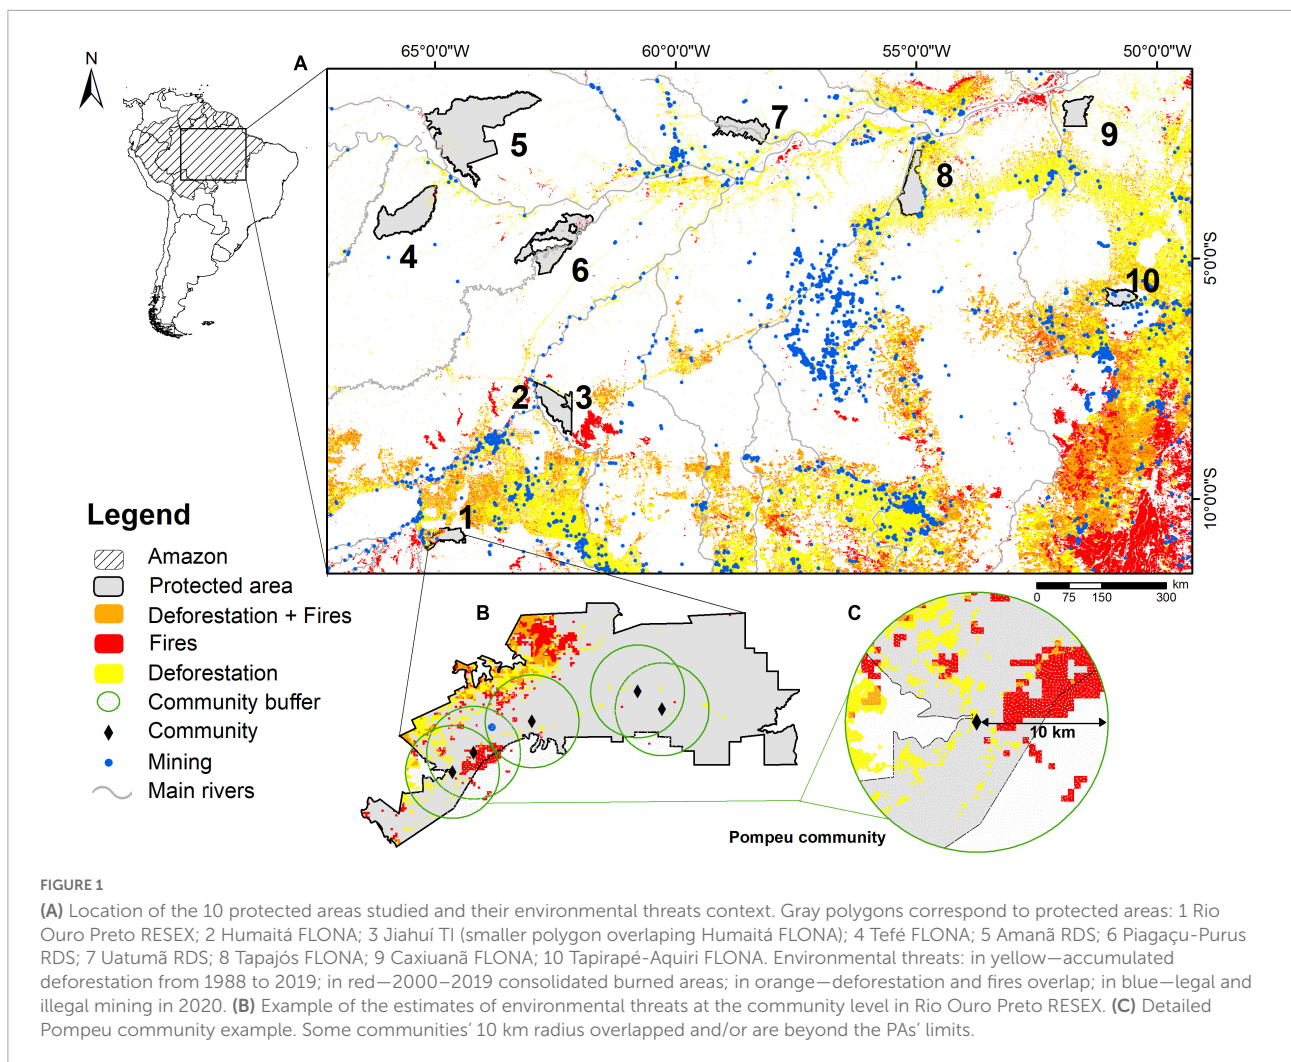 65°0'0"W
60°0'0"W
55°0'0"W
50°0'0"W
N
A
5
7
9
8
4
6
10
5°0'0"S
2
3
10°0'0"S
1
Legend
Amazon
Protected area
Deforestation + Fires
Fires
Deforestation
Community buffer
Community
Mining
Main rivers
km
0 75 150 300
B
C
10 km
Pompeu community
FIGURE 1
(A) Location of the 10 protected areas studied and their environmental threats context. Gray polygons correspond to protected areas: 1 Rio
Ouro Preto RESEX; 2 Humaitá FLONA; 3 Jiahuí TI (smaller polygon overlaping Humaitá FLONA); 4 Tefé FLONA; 5 Amanã RDS; 6 Piagaçu-Purus
RDS; 7 Uatumã RDS; 8 Tapajós FLONA; 9 Caxiuanã FLONA; 10 Tapirapé-Aquiri FLONA. Environmental threats: in yellow—accumulated
deforestation from 1988 to 2019; in red—2000–2019 consolidated burned areas; in orange—deforestation and fires overlap; in blue—legal and
illegal mining in 2020. (B) Example of the estimates of environmental threats at the community level in Rio Ouro Preto RESEX. (C) Detailed
Pompeu community example. Some communities' 10 km radius overlapped and/or are beyond the PAs' limits.